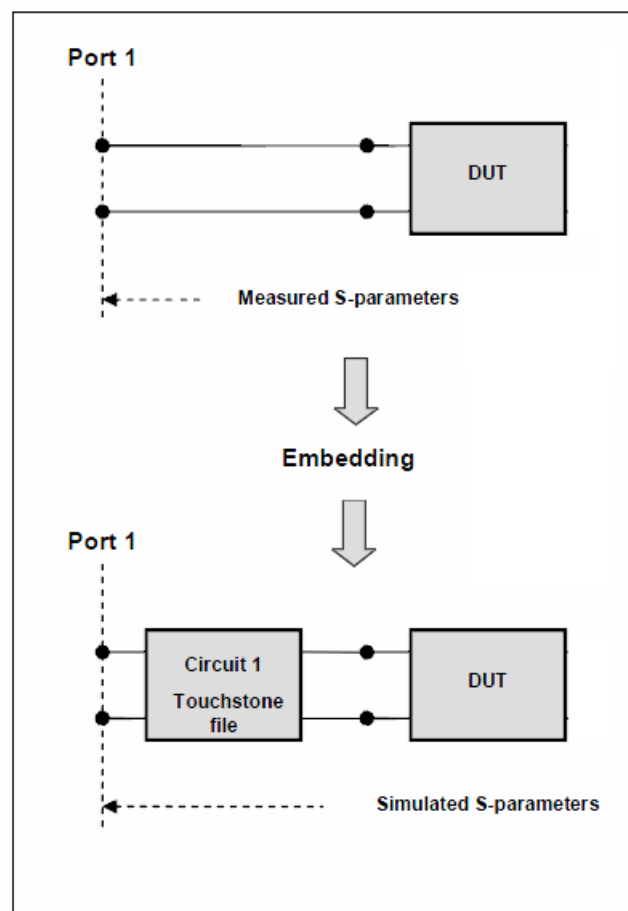 Port 1
DUT
Measured S-parameters
Embedding
Port 1
Circuit 1
Touchstone
file
DUT
Simulated S-parameters